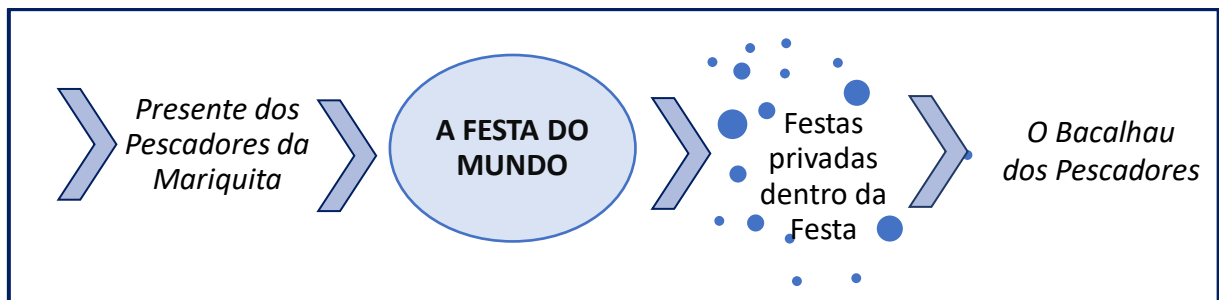 Presente dos
Pescadores da
Mariquita
A FESTA DO
MUNDO
Festas
privadas
dentro da
Festa
O Bacalhau
dos Pescadores